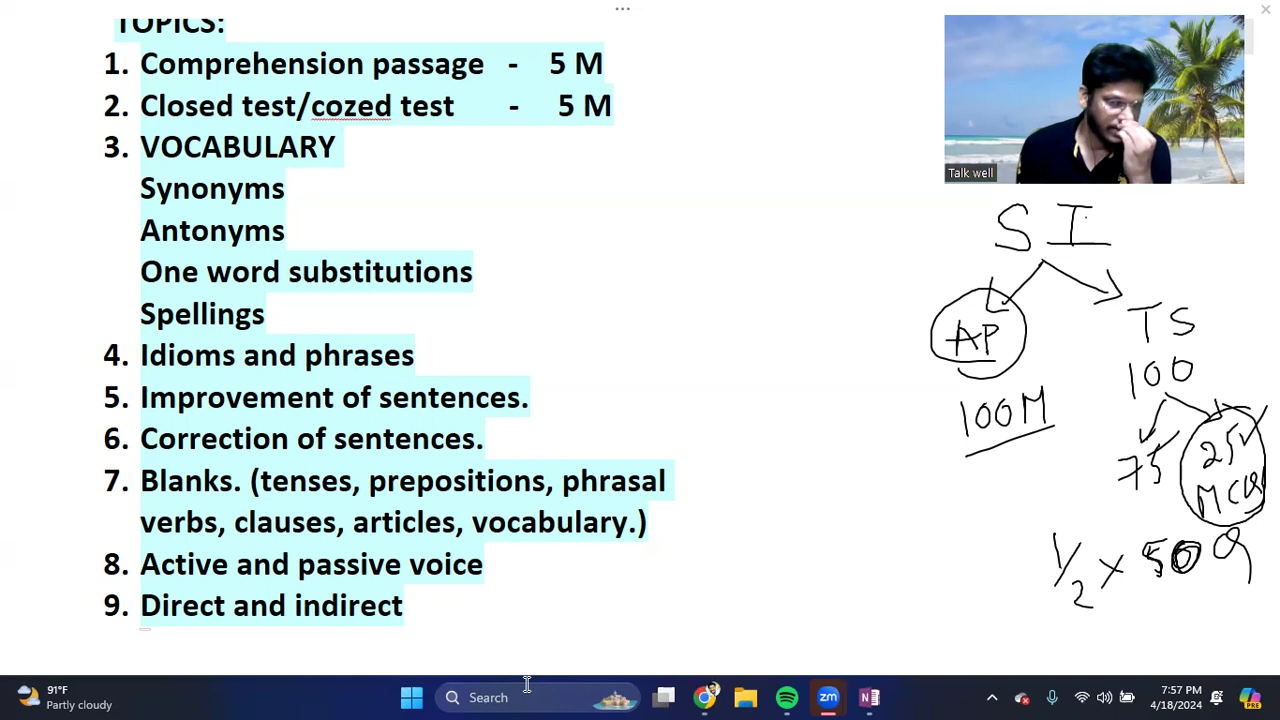 TOPICS:
1. Comprehension passage - 5 M
2. Closed test/cozed test - 5 M
3. VOCABULARY
Synonyms
Antonyms
One word substitutions
Spellings
4. Idioms and phrases
5. Improvement of sentences.
6. Correction of sentences.
7. Blanks. (tenses, prepositions, phrasal
verbs, clauses, articles, vocabulary.)
8. Active and passive voice
9. Direct and indirect
Talk well
SI
AP
TS
100M
100
75
25
MCQ
1/2 x 50 Q
91°F
Partly cloudy
Search
zm
N
PRE
7:57 PM
4/18/2024